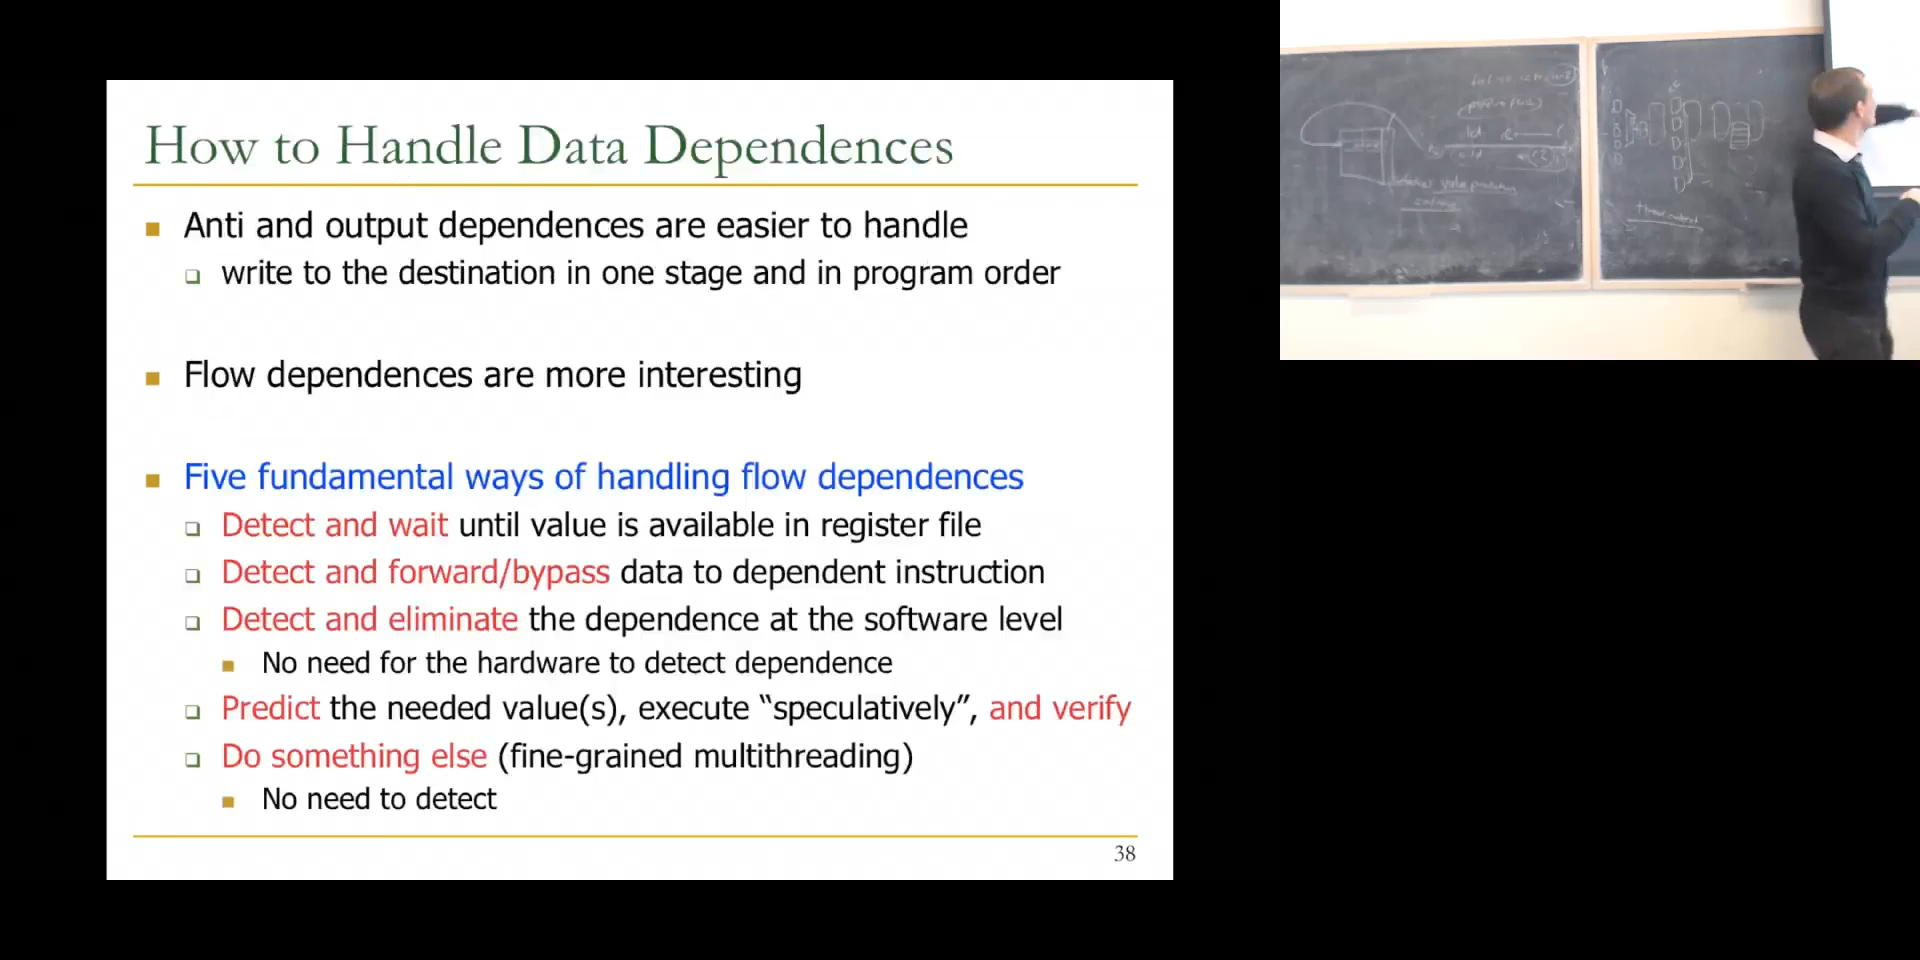 How to Handle Data Dependences
Anti and output dependences are easier to handle
write to the destination in one stage and in program order
Flow dependences are more interesting
Five fundamental ways of handling flow dependences
Detect and wait until value is available in register file
Detect and forward/bypass data to dependent instruction
Detect and eliminate the dependence at the software level
No need for the hardware to detect dependence
Predict the needed value(s), execute “speculatively”, and verify
Do something else (fine-grained multithreading)
No need to detect
38